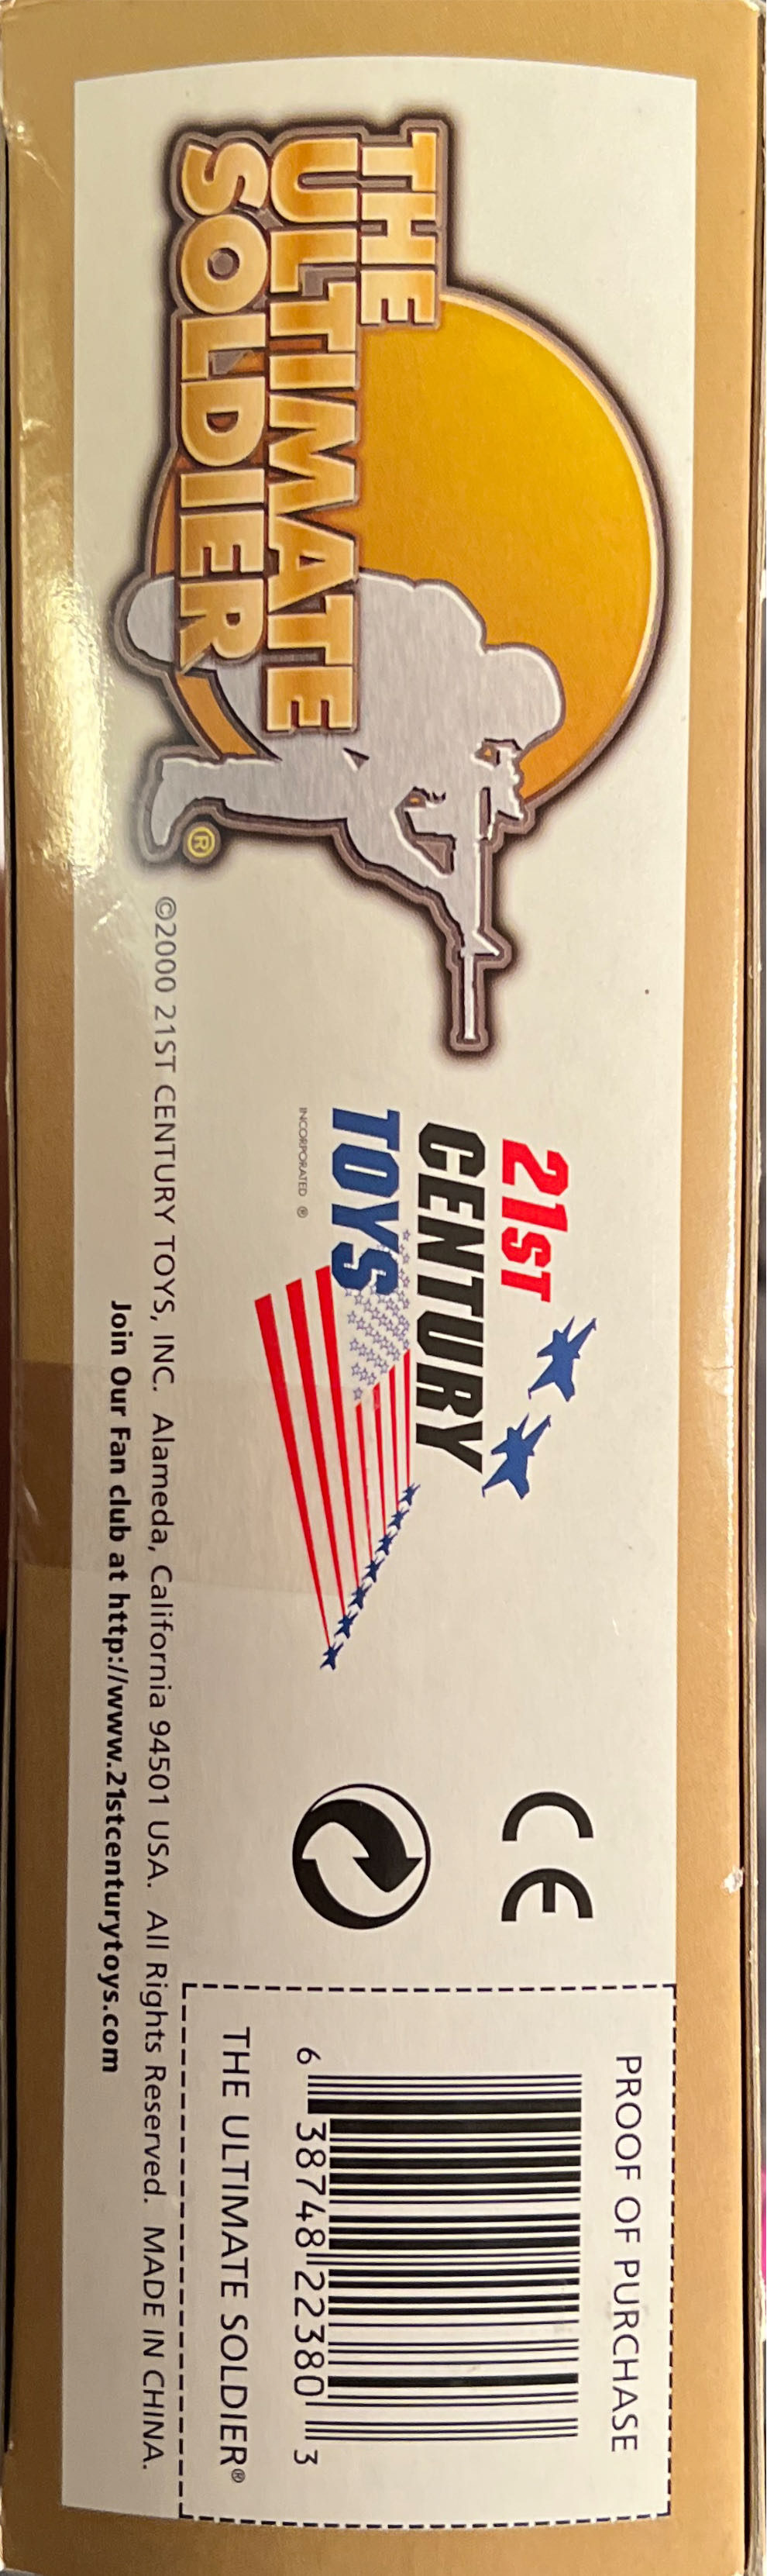 THE
ULTIMATE
SOLDIER
®
21ST
CENTURY
TOYS
INCORPORATED ®
©2000 21ST CENTURY TOYS, INC. Alameda, California 94501 USA. All Rights Reserved. MADE IN CHINA.
Join Our Fan club at http://www.21stcenturytoys.com
CE
PROOF OF PURCHASE
6 38748 22380 3
THE ULTIMATE SOLDIER®